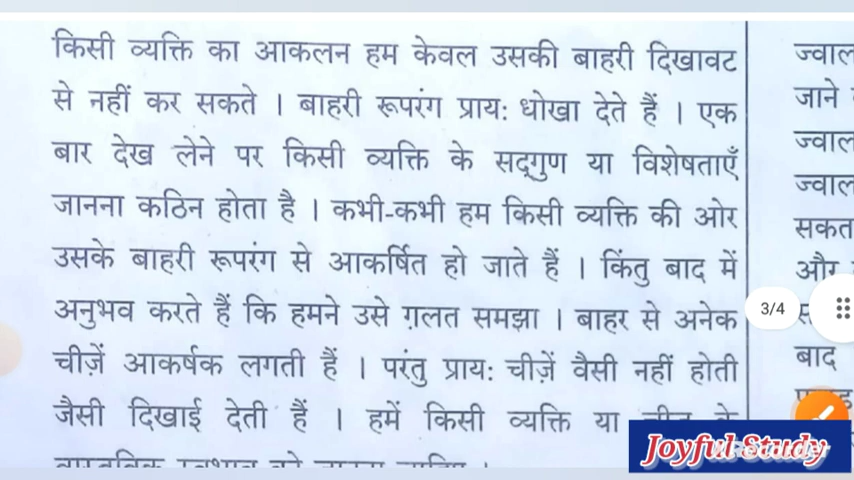 किसी व्यक्ति का आकलन हम केवल उसकी बाहरी दिखावट
से नहीं कर सकते । बाहरी रूपरंग प्राय: धोखा देते हैं । एक
बार देख लेने पर किसी व्यक्ति के सद्गुण या विशेषताएँ
जानना कठिन होता है । कभी-कभी हम किसी व्यक्ति की ओर
उसके बाहरी रूपरंग से आकर्षित हो जाते हैं । किंतु बाद में
अनुभव करते हैं कि हमने उसे ग़लत समझा । बाहर से अनेक
चीज़ें आकर्षक लगती हैं । परंतु प्राय: चीज़ें वैसी नहीं होती
जैसी दिखाई देती हैं । हमें किसी व्यक्ति या
ज्वाल
जाने
ज्वाल
ज्वाल
सकत
और
बाद
3/4
Joyful Study